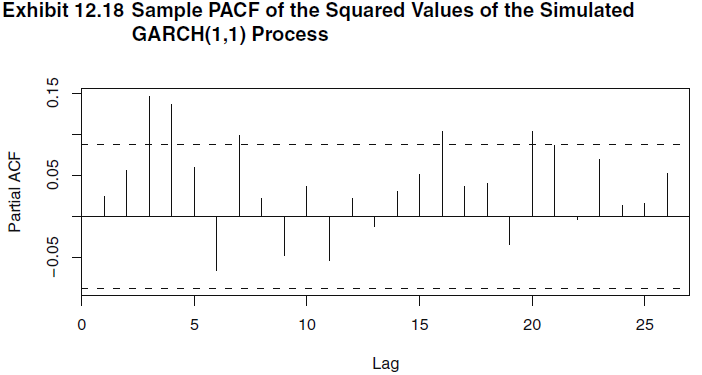 Exhibit 12.18 Sample PACF of the Squared Values of the Simulated
GARCH(1,1) Process
Partial ACF
0.15
0.05
−0.05
0 5 10 15 20 25
Lag